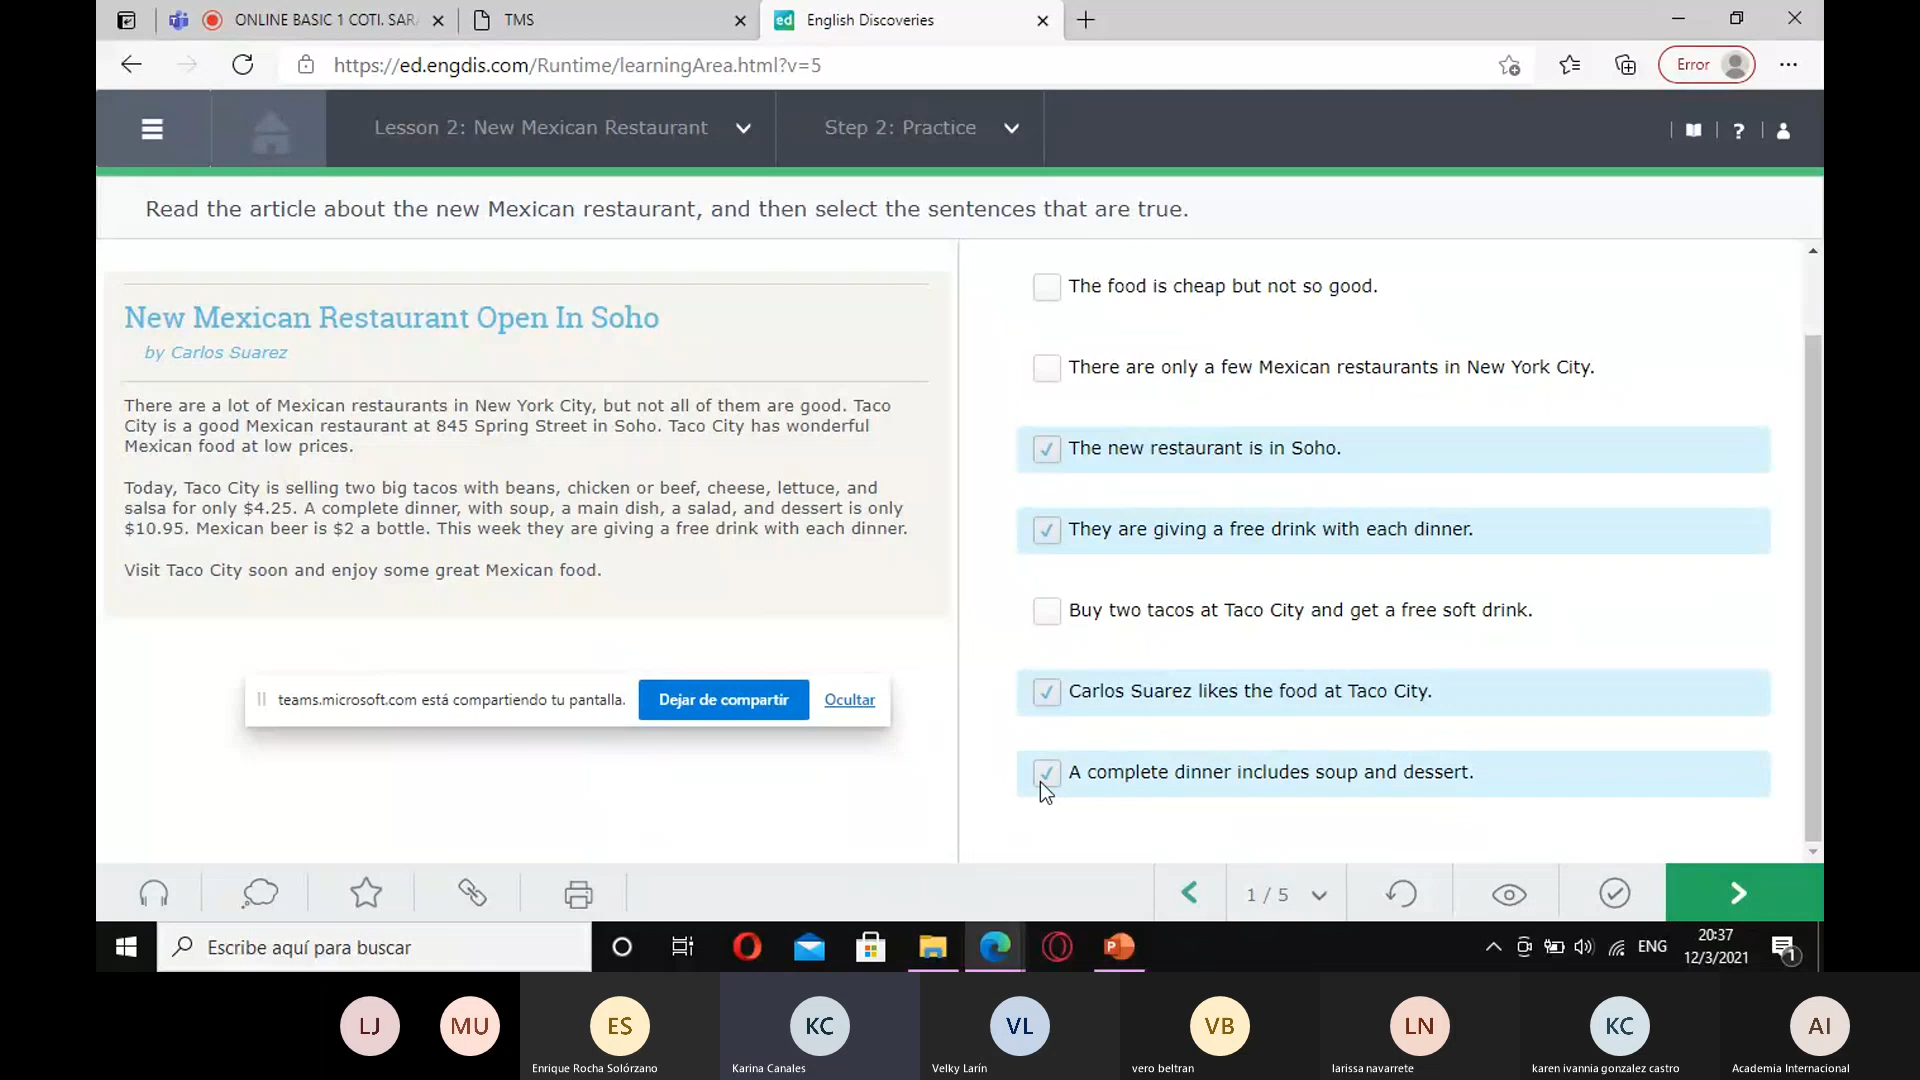 ONLINE BASIC 1 COTI. SAR
TMS
English Discoveries
https://ed.engdis.com/Runtime/learningArea.html?v=5
Error
Lesson 2: New Mexican Restaurant
Step 2: Practice
?
Read the article about the new Mexican restaurant, and then select the sentences that are true.
New Mexican Restaurant Open In Soho
by Carlos Suarez
There are a lot of Mexican restaurants in New York City, but not all of them are good. Taco
City is a good Mexican restaurant at 845 Spring Street in Soho. Taco City has wonderful
Mexican food at low prices.
Today, Taco City is selling two big tacos with beans, chicken or beef, cheese, lettuce, and
salsa for only $4.25. A complete dinner, with soup, a main dish, a salad, and dessert is only
$10.95. Mexican beer is $2 a bottle. This week they are giving a free drink with each dinner.
Visit Taco City soon and enjoy some great Mexican food.
The food is cheap but not so good.
There are only a few Mexican restaurants in New York City.
The new restaurant is in Soho.
They are giving a free drink with each dinner.
Buy two tacos at Taco City and get a free soft drink.
Carlos Suarez likes the food at Taco City.
A complete dinner includes soup and dessert.
teams.microsoft.com está compartiendo tu pantalla.
Dejar de compartir
Ocultar
1 / 5
Escribe aquí para buscar
ENG
20:37
12/3/2021
1
LJ
MU
ES
KC
VL
VB
LN
KC
AI
Enrique Rocha Solórzano
Karina Canales
Velky Larín
vero beltran
larissa navarrete
karen ivannia gonzalez castro
Academia Internacional